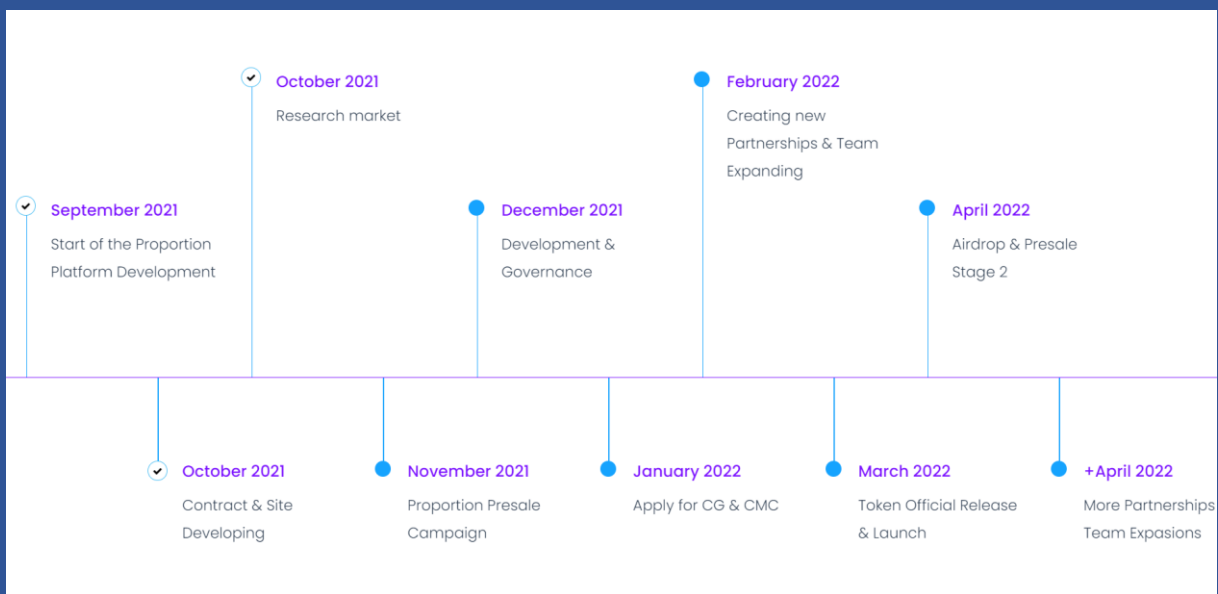 October 2021
Research market
February 2022
Creating new
Partnerships & Team
Expanding
September 2021
Start of the Proportion
Platform Development
December 2021
Development &
Governance
April 2022
Airdrop & Presale
Stage 2
October 2021
Contract & Site
Developing
November 2021
Proportion Presale
Campaign
January 2022
Apply for CG & CMC
March 2022
Token Official Release
& Launch
+April 2022
More Partnerships
Team Expasions